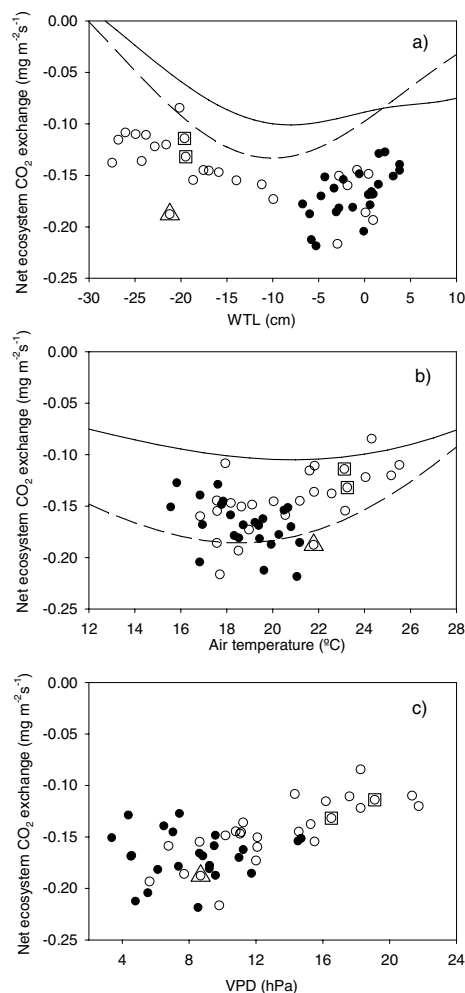 0.00
a)
-0.05
-0.10
-0.15
-0.20
-0.25
Net ecosystem CO2 exchange (mg m-2s-1)
-30 -25 -20 -15 -10 -5 0 5 10
WTL (cm)
0.00
b)
-0.05
-0.10
-0.15
-0.20
-0.25
Net ecosystem CO2 exchange (mg m-2s-1)
12 14 16 18 20 22 24 26 28
Air temperature (ºC)
0.00
c)
-0.05
-0.10
-0.15
-0.20
-0.25
Net ecosystem CO2 exchange (mg m-2s-1)
4 8 12 16 20 24
VPD (hPa)